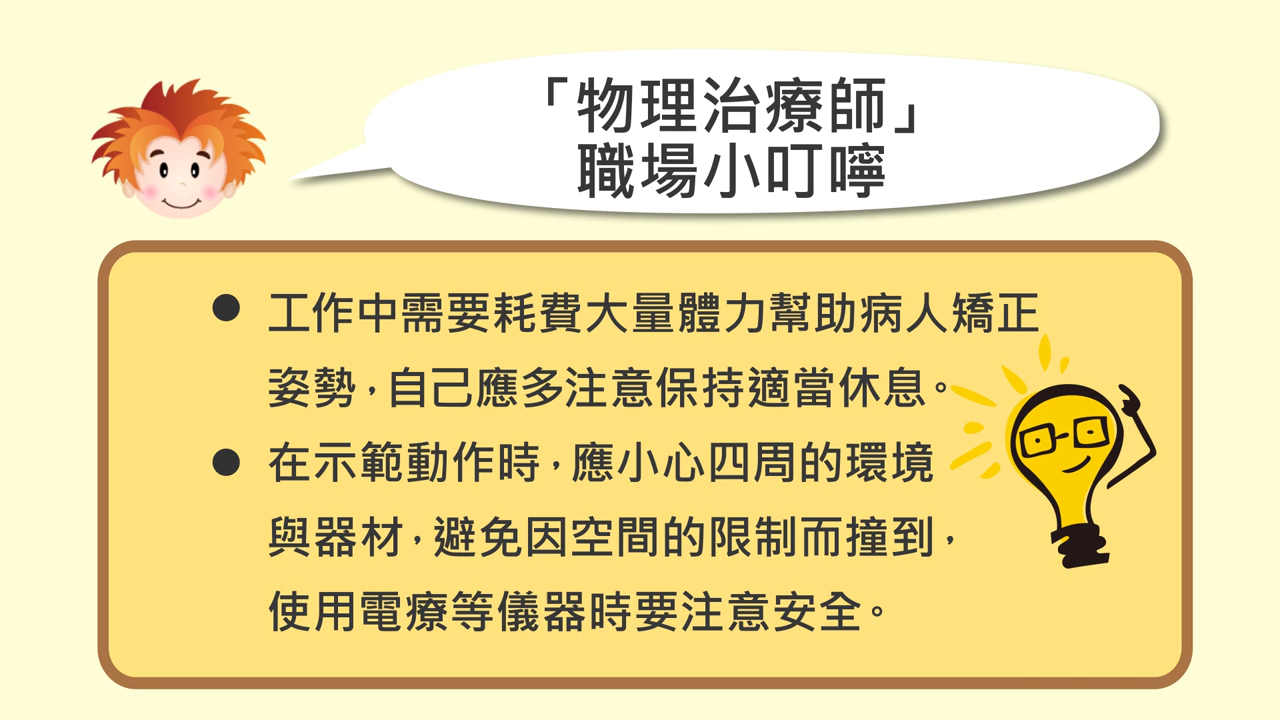 「物理治療師」
職場小叮嚀
● 工作中需要耗費大量體力幫助病人矯正
姿勢，自己應多注意保持適當休息。
● 在示範動作時，應小心四周的環境
與器材，避免因空間的限制而撞到，
使用電療等儀器時要注意安全。